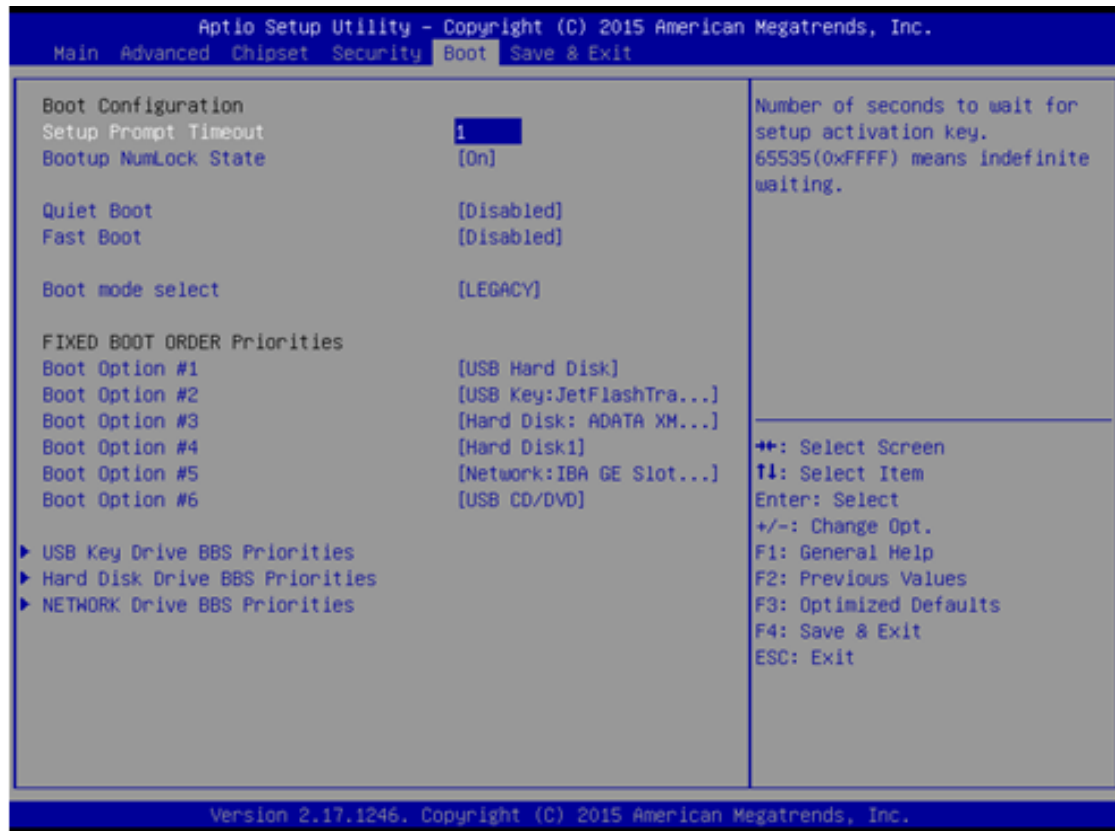 Aptio Setup Utility – Copyright (C) 2015 American Megatrends, Inc.
Main Advanced Chipset Security Boot Save & Exit
Boot Configuration
Setup Prompt Timeout 1
Bootup NumLock State [On]
Quiet Boot [Disabled]
Fast Boot [Disabled]
Boot mode select [LEGACY]
FIXED BOOT ORDER Priorities
Boot Option #1 [USB Hard Disk]
Boot Option #2 [USB Key:JetFlashTra...]
Boot Option #3 [Hard Disk: ADATA XM...]
Boot Option #4 [Hard Disk1]
Boot Option #5 [Network:IBA GE Slot...]
Boot Option #6 [USB CD/DVD]
▶ USB Key Drive BBS Priorities
▶ Hard Disk Drive BBS Priorities
▶ NETWORK Drive BBS Priorities
Number of seconds to wait for
setup activation key.
65535(0xFFFF) means indefinite
waiting.
→←: Select Screen
↑↓: Select Item
Enter: Select
+/-: Change Opt.
F1: General Help
F2: Previous Values
F3: Optimized Defaults
F4: Save & Exit
ESC: Exit
Version 2.17.1246. Copyright (C) 2015 American Megatrends, Inc.